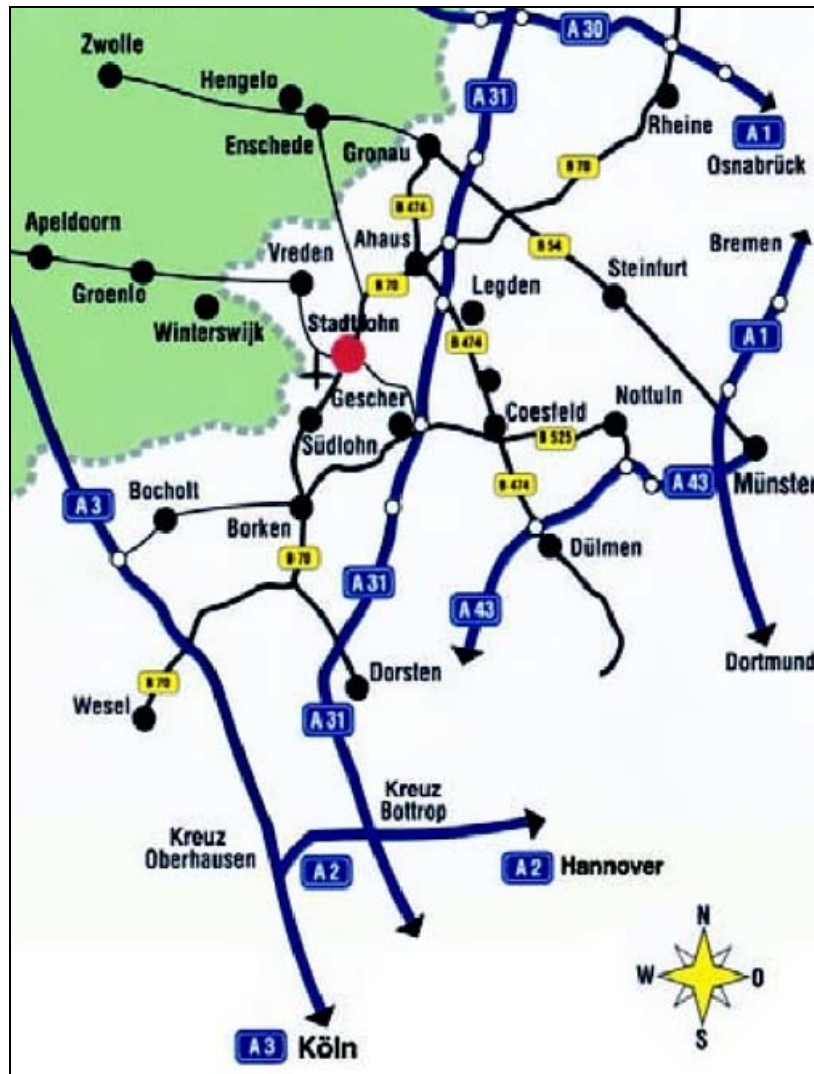 A 30
Zwolle
Hengelo
A 31
Rheine
A 1
Osnabrück
Enschede
Gronau
B 70
B 474
Apeldoorn
Vreden
Ahaus
B 54
Bremen
Groenlo
B 70
Legden
Steinfurt
Winterswijk
Stadtlohn
B 474
A 1
Gescher
Coesfeld
Nottuln
Südlohn
B 525
A 3
Bocholt
B 474
A 43
Münster
Borken
B 70
Dülmen
A 31
A 43
Dorsten
Dortmund
B 70
Wesel
A 31
Kreuz
Bottrop
Kreuz
Oberhausen
A 2
A 2 Hannover
N
W O
S
A 3 Köln